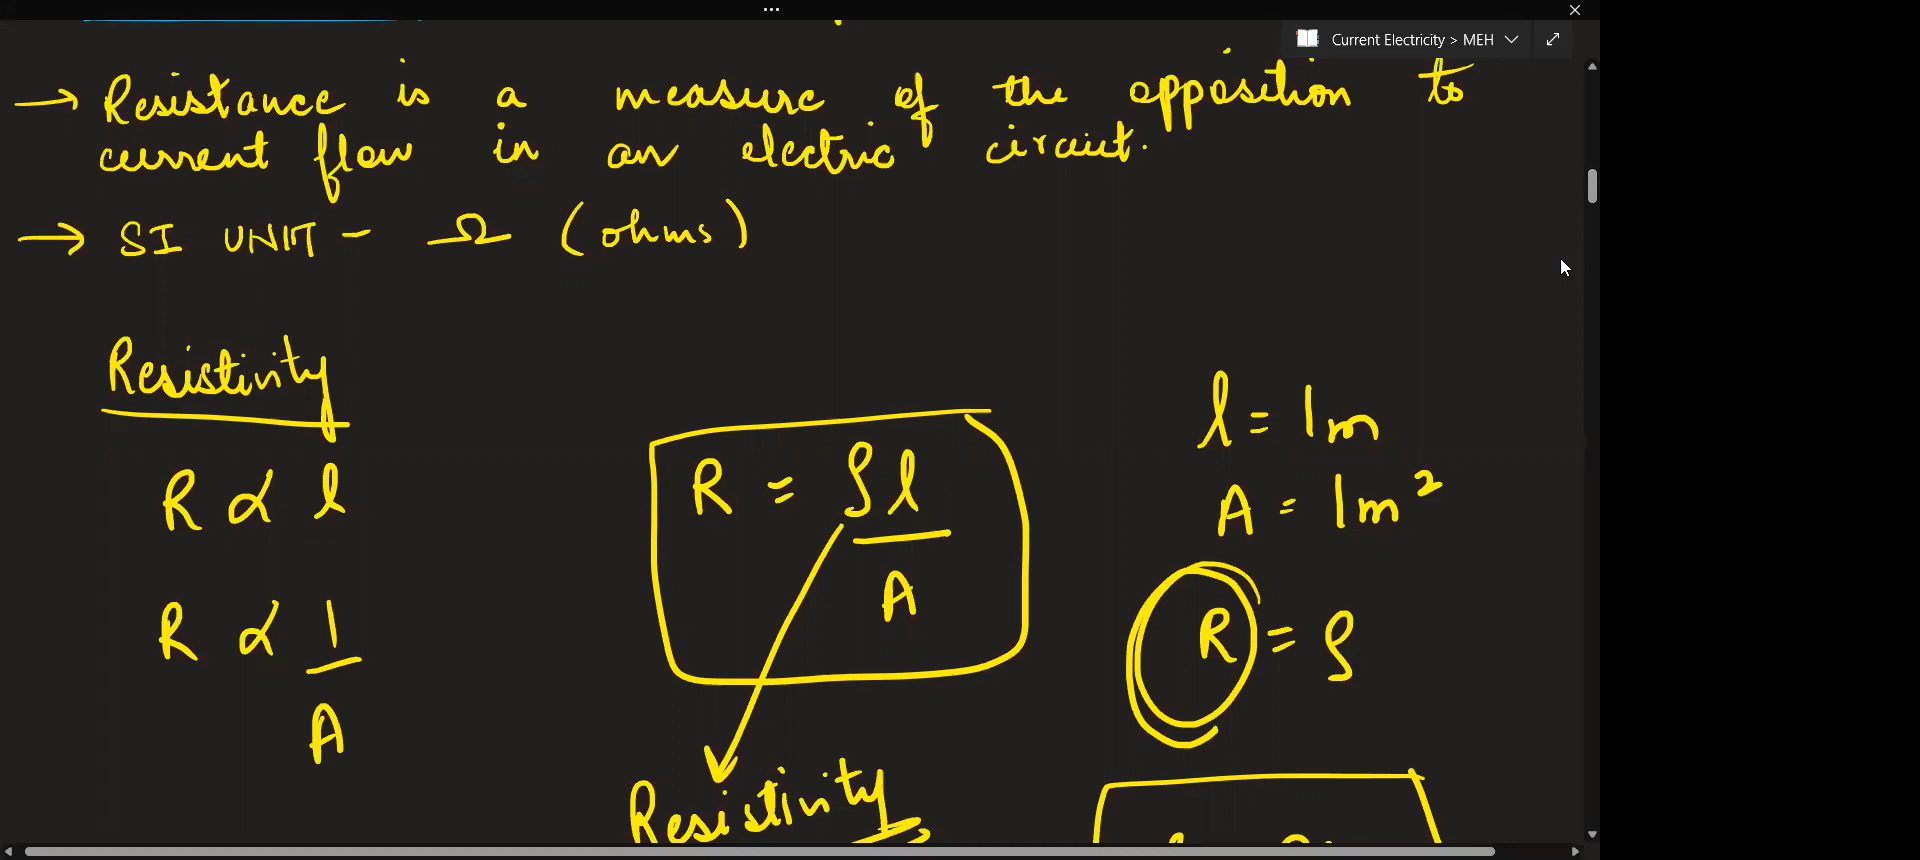 Current Electricity > MEH
→ Resistance is a measure of the opposition to
current flow in an electric circuit.
→ SI UNIT - Ω (ohms)
Resistivity
R ∝ l
R ∝ 1/A
R = ρl/A
Resistivity
l = 1m
A = 1m²
R = ρ